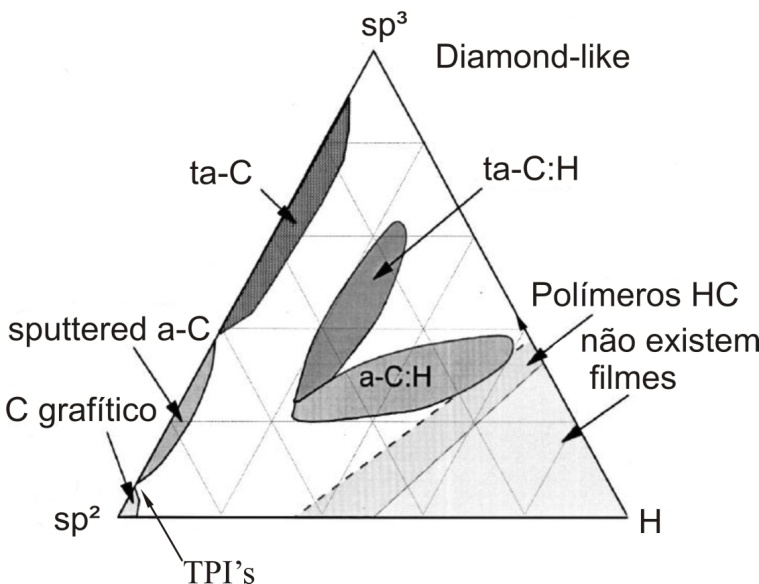 sp³
Diamond-like
ta-C
ta-C:H
Polímeros HC
sputtered a-C
não existem
filmes
a-C:H
C grafítico
sp²
H
TPI's